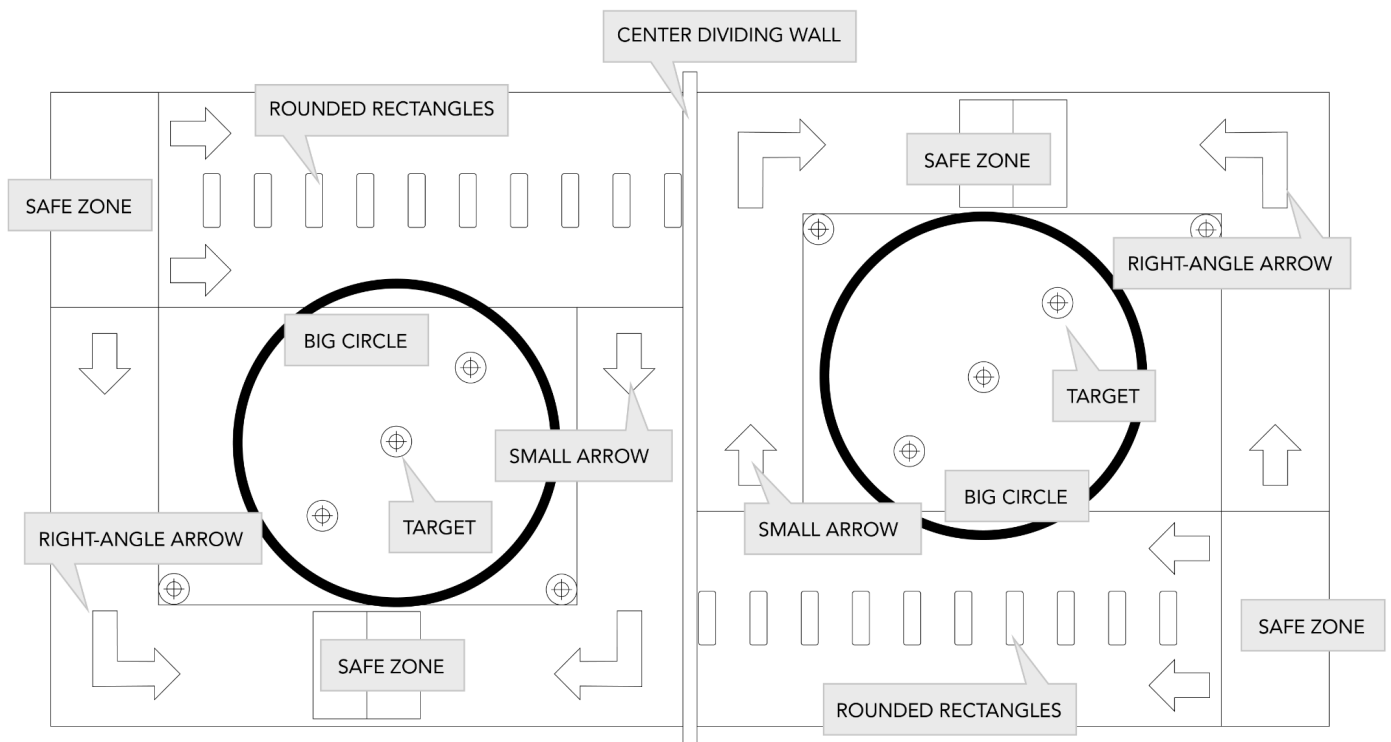 CENTER DIVIDING WALL
ROUNDED RECTANGLES
SAFE ZONE
SAFE ZONE
RIGHT-ANGLE ARROW
BIG CIRCLE
TARGET
SMALL ARROW
BIG CIRCLE
TARGET
SMALL ARROW
RIGHT-ANGLE ARROW
SAFE ZONE
SAFE ZONE
ROUNDED RECTANGLES